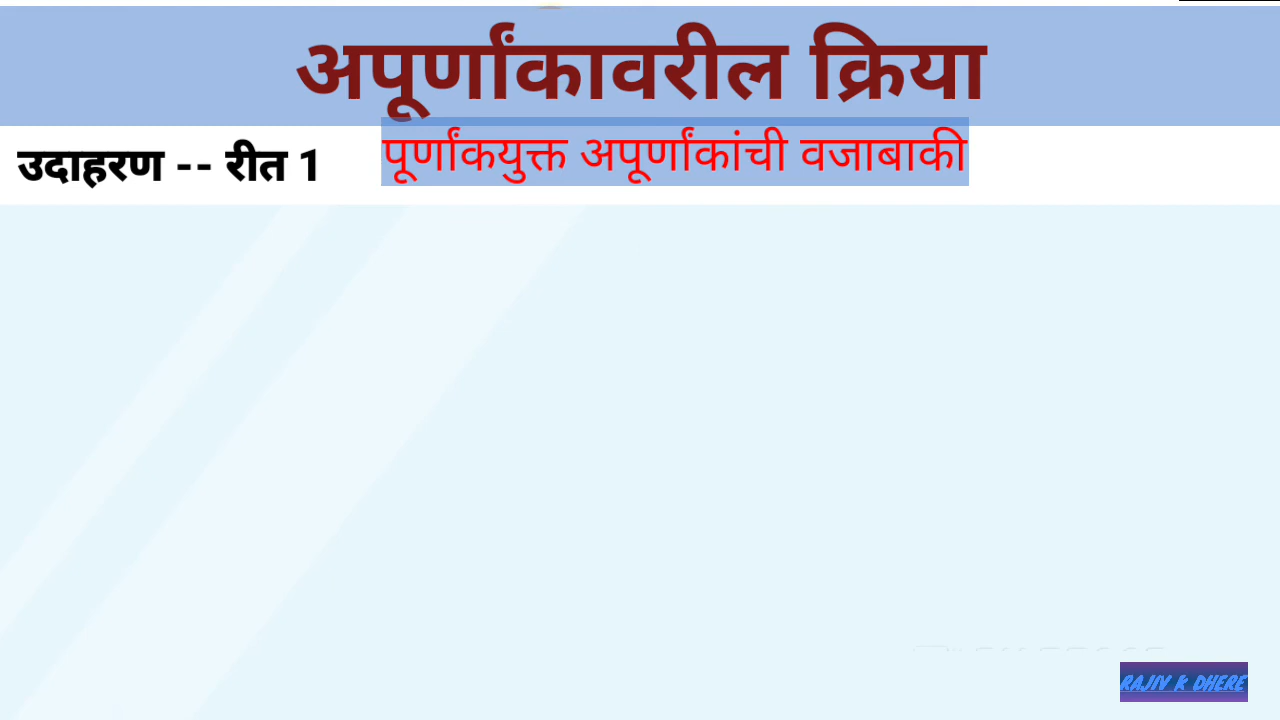 अपूर्णांकावरील क्रिया
उदाहरण -- रीत 1 पूर्णांकयुक्त अपूर्णांकांची वजाबाकी
RAJIV K DHERE